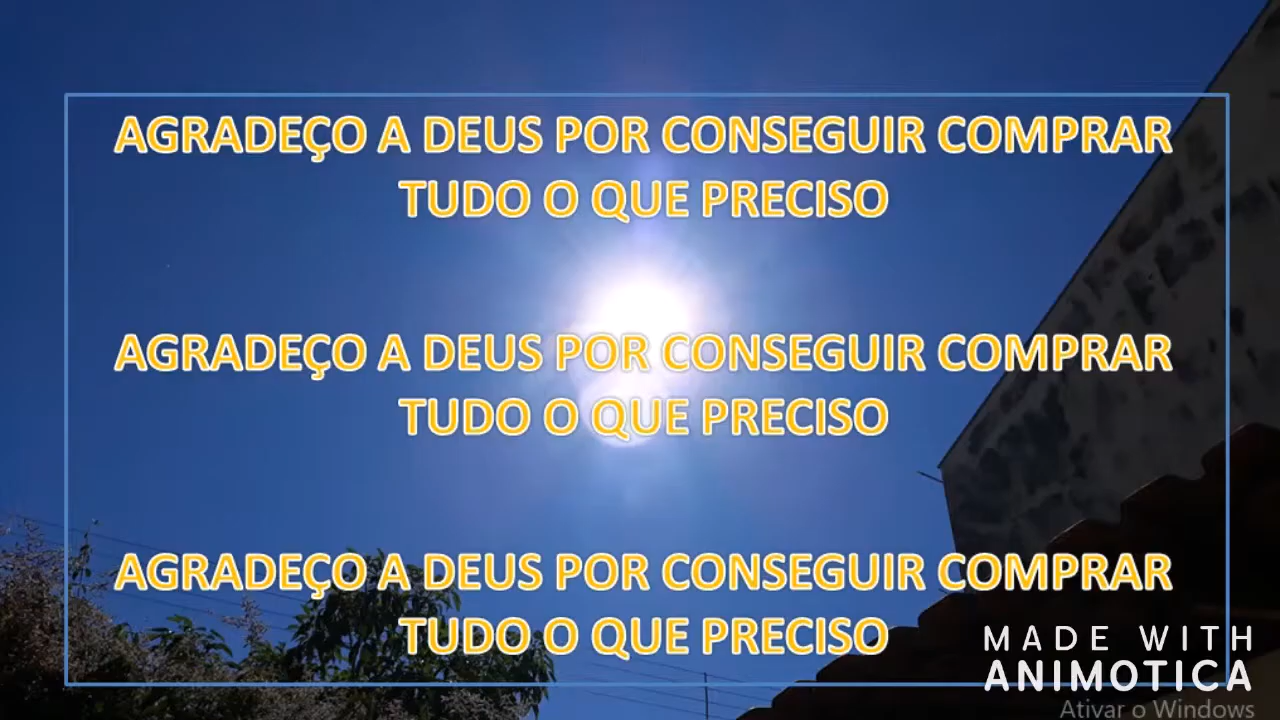 AGRADEÇO A DEUS POR CONSEGUIR COMPRAR
TUDO O QUE PRECISO
AGRADEÇO A DEUS POR CONSEGUIR COMPRAR
TUDO O QUE PRECISO
AGRADEÇO A DEUS POR CONSEGUIR COMPRAR
TUDO O QUE PRECISO
MADE WITH
ANIMOTICA
Ativar o Windows